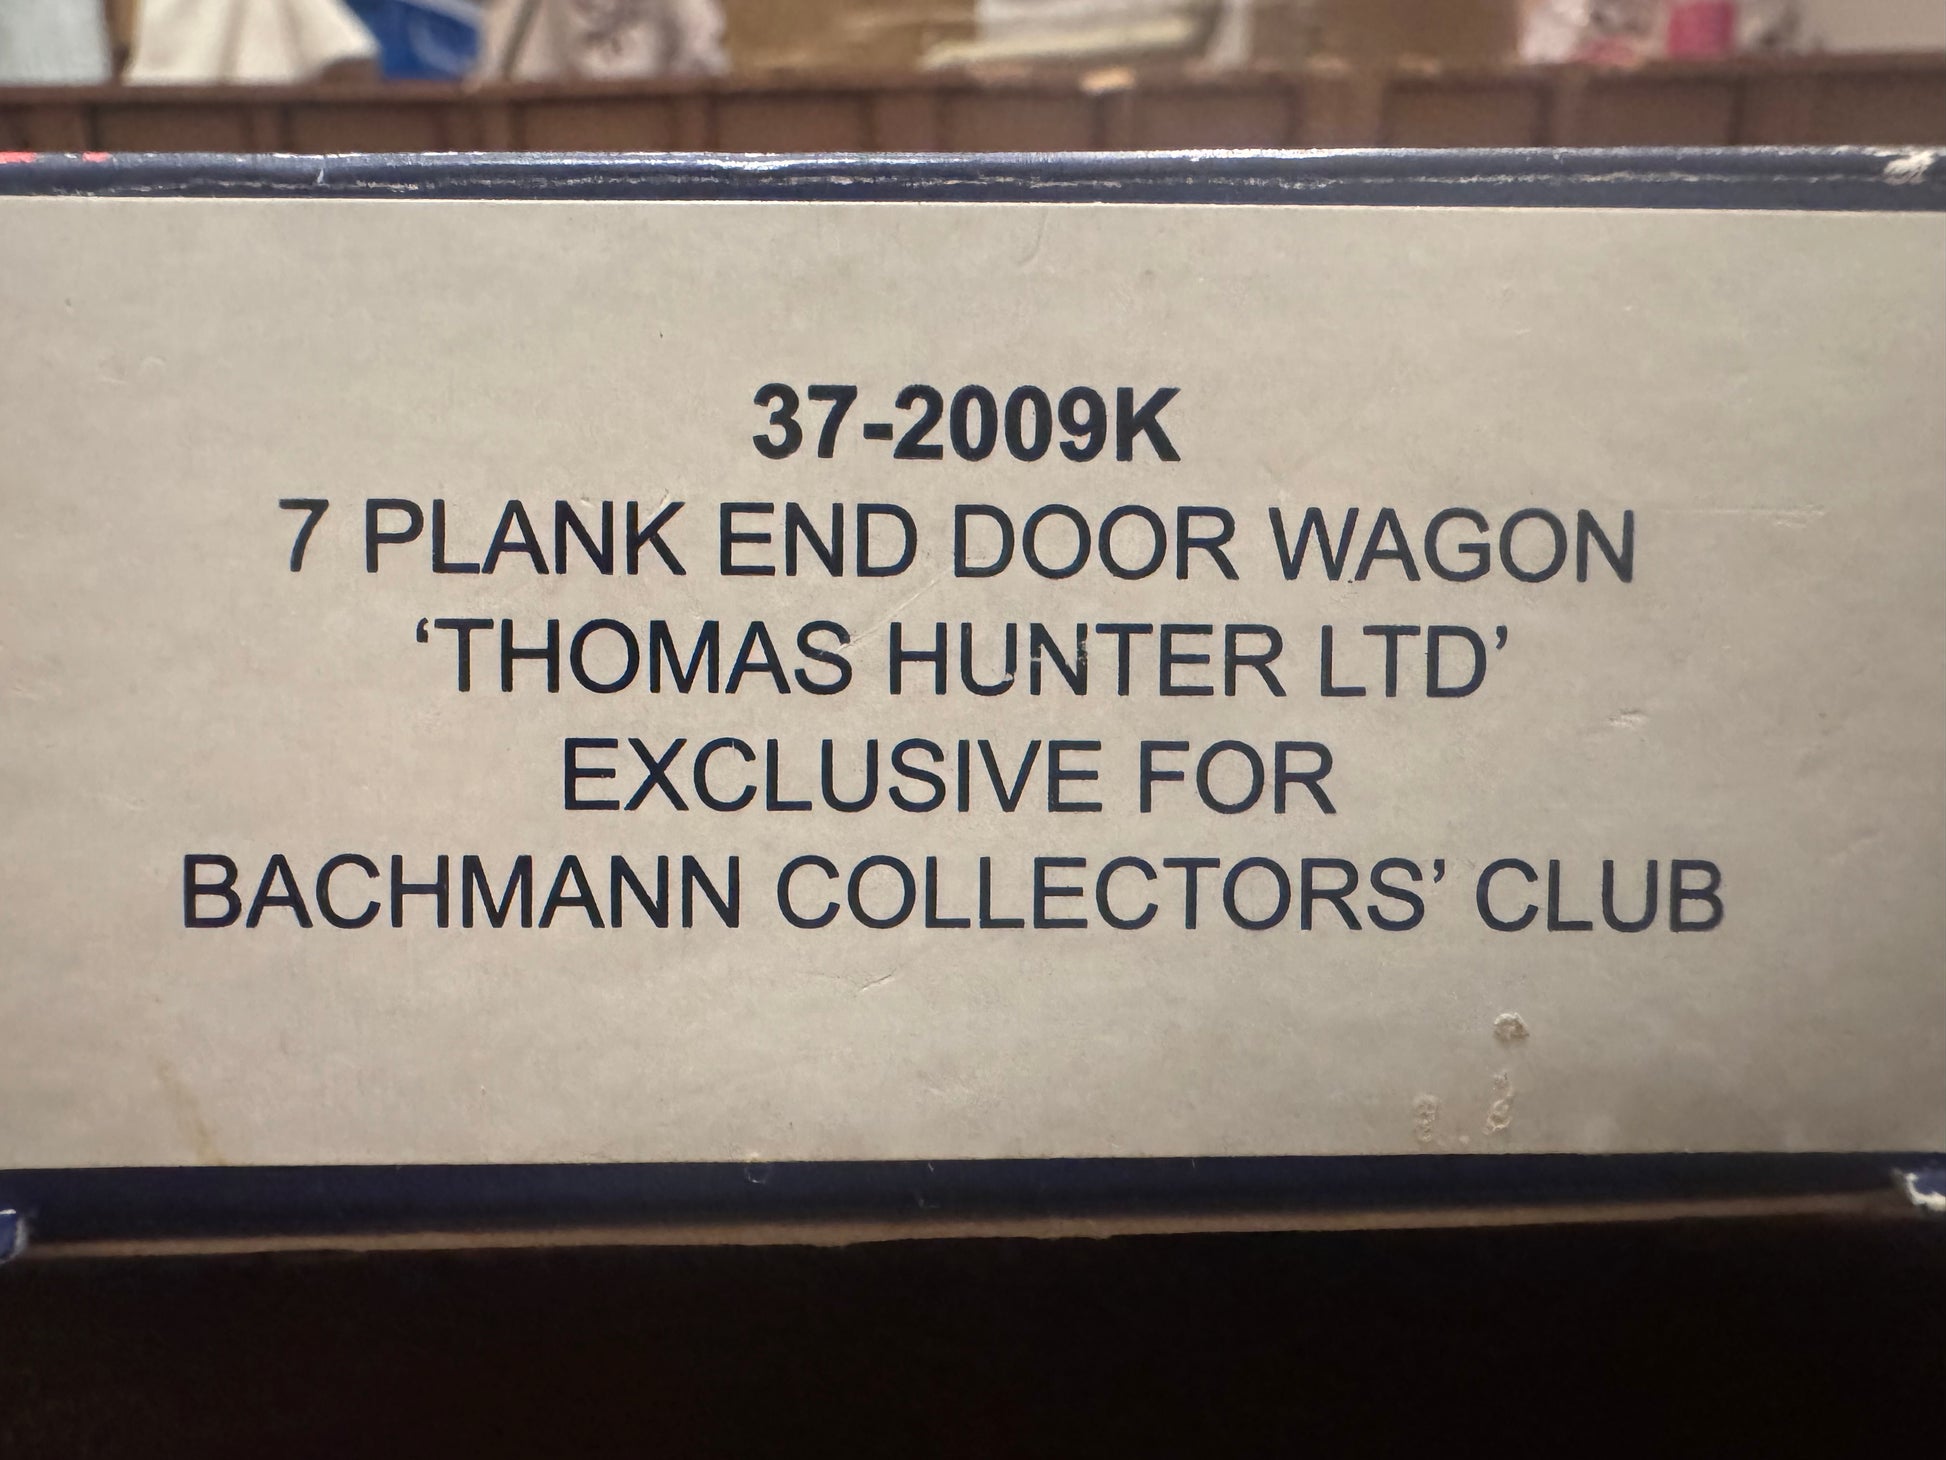 37-2009K
7 PLANK END DOOR WAGON
‘THOMAS HUNTER LTD’
EXCLUSIVE FOR
BACHMANN COLLECTORS’ CLUB